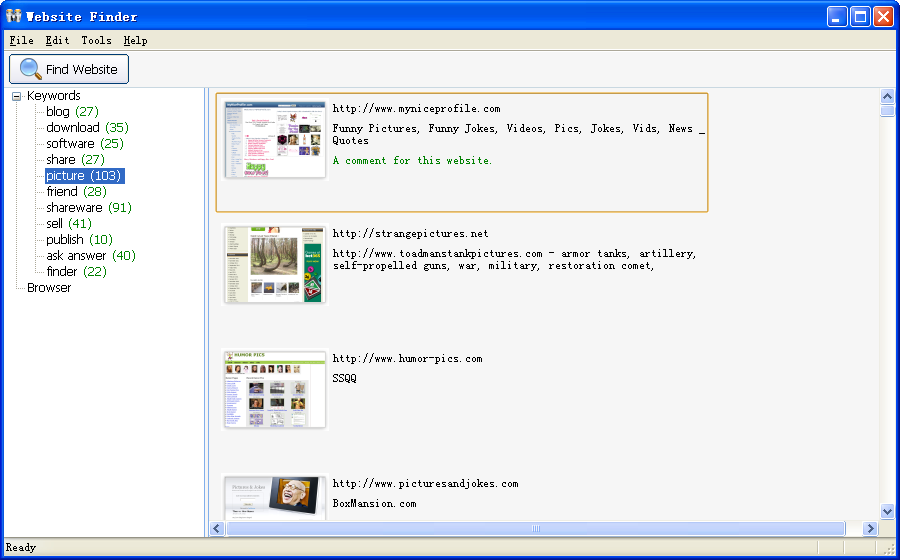 Website Finder
File Edit Tools Help
Find Website
Keywords
blog (27)
download (35)
software (25)
share (27)
picture (103)
friend (28)
shareware (91)
sell (41)
publish (10)
ask answer (40)
finder (22)
Browser
http://www.myniceprofile.com
Funny Pictures, Funny Jokes, Videos, Pics, Jokes, Vids, News _
Quotes
A comment for this website.
http://strangepictures.net
http://www.toadmanstankpictures.com - armor tanks, artillery,
self-propelled guns, war, military, restoration comet,
HUMOR PICS
http://www.humor-pics.com
SSQQ
Pictures & Jokes
http://www.picturesandjokes.com
BoxMansion.com
Ready